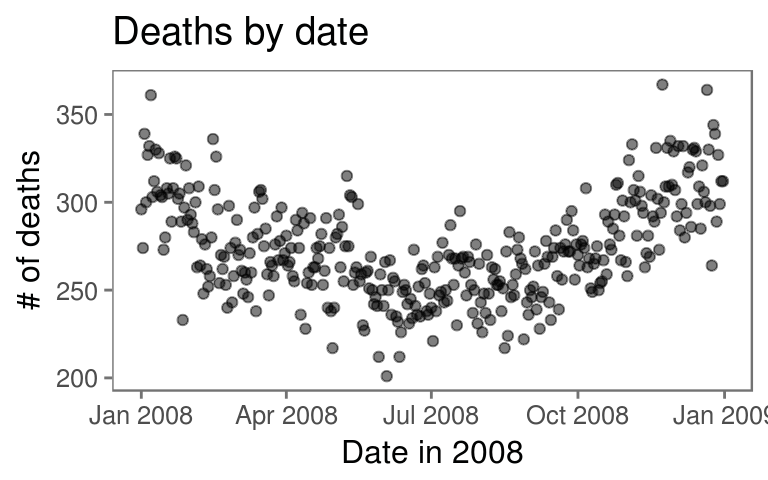 Deaths by date
# of deaths
350
300
250
200
Jan 2008 Apr 2008 Jul 2008 Oct 2008 Jan 2009
Date in 2008